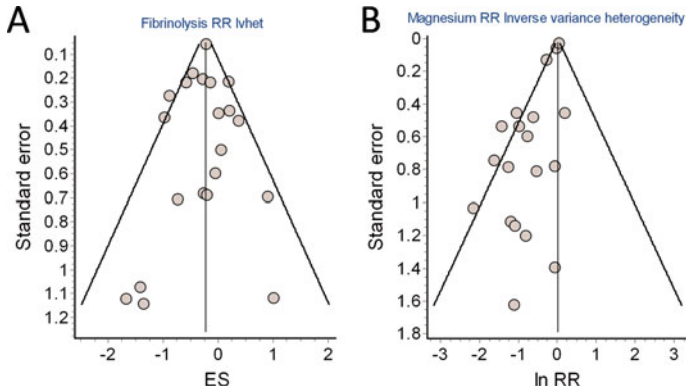 A
Fibrinolysis RR Ivhet
Standard error
0.1
0.2
0.3
0.4
0.5
0.6
0.7
0.8
0.9
1.0
1.1
1.2
-2 -1 0 1 2
ES
B
Magnesium RR Inverse variance heterogeneity
Standard error
0
0.2
0.4
0.6
0.8
1
1.2
1.4
1.6
1.8
-3 -2 -1 0 1 2 3
ln RR